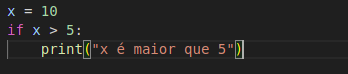 x = 10
if x > 5:
    print("x é maior que 5")